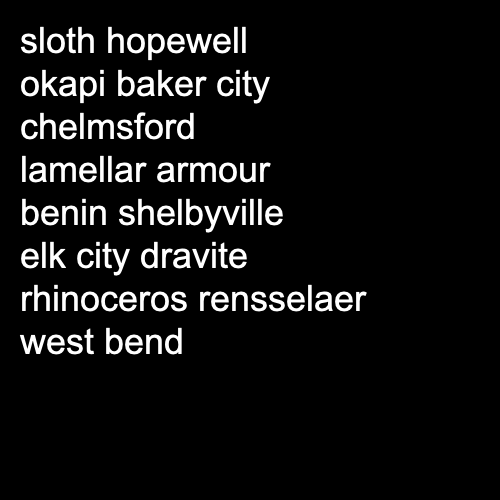 sloth hopewell
okapi baker city
chelmsford
lamellar armour
benin shelbyville
elk city dravite
rhinoceros rensselaer
west bend